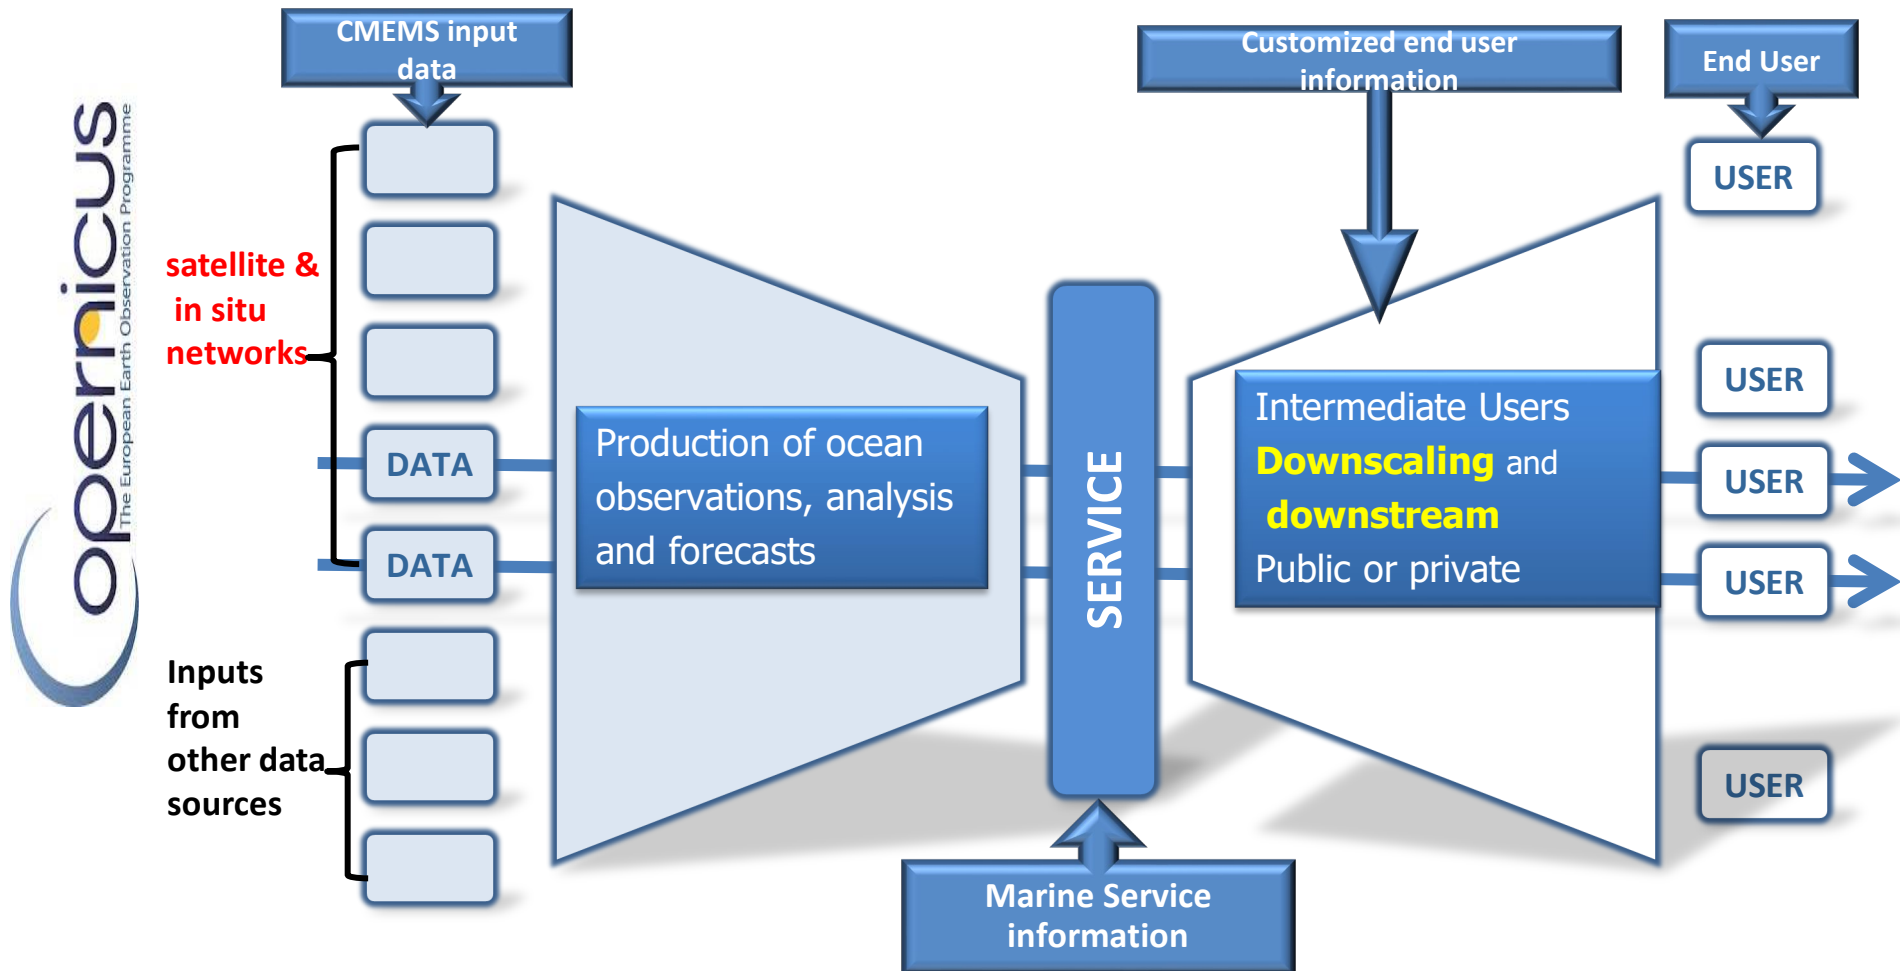 CMEMS input
data
Customized end user
information
End User
opernicus
The European Earth Observation Programme
satellite &
in situ
networks
DATA
DATA
Inputs
from
other data
sources
Production of ocean
observations, analysis
and forecasts
SERVICE
Marine Service
information
Intermediate Users
Downscaling and
downstream
Public or private
USER
USER
USER
USER
USER